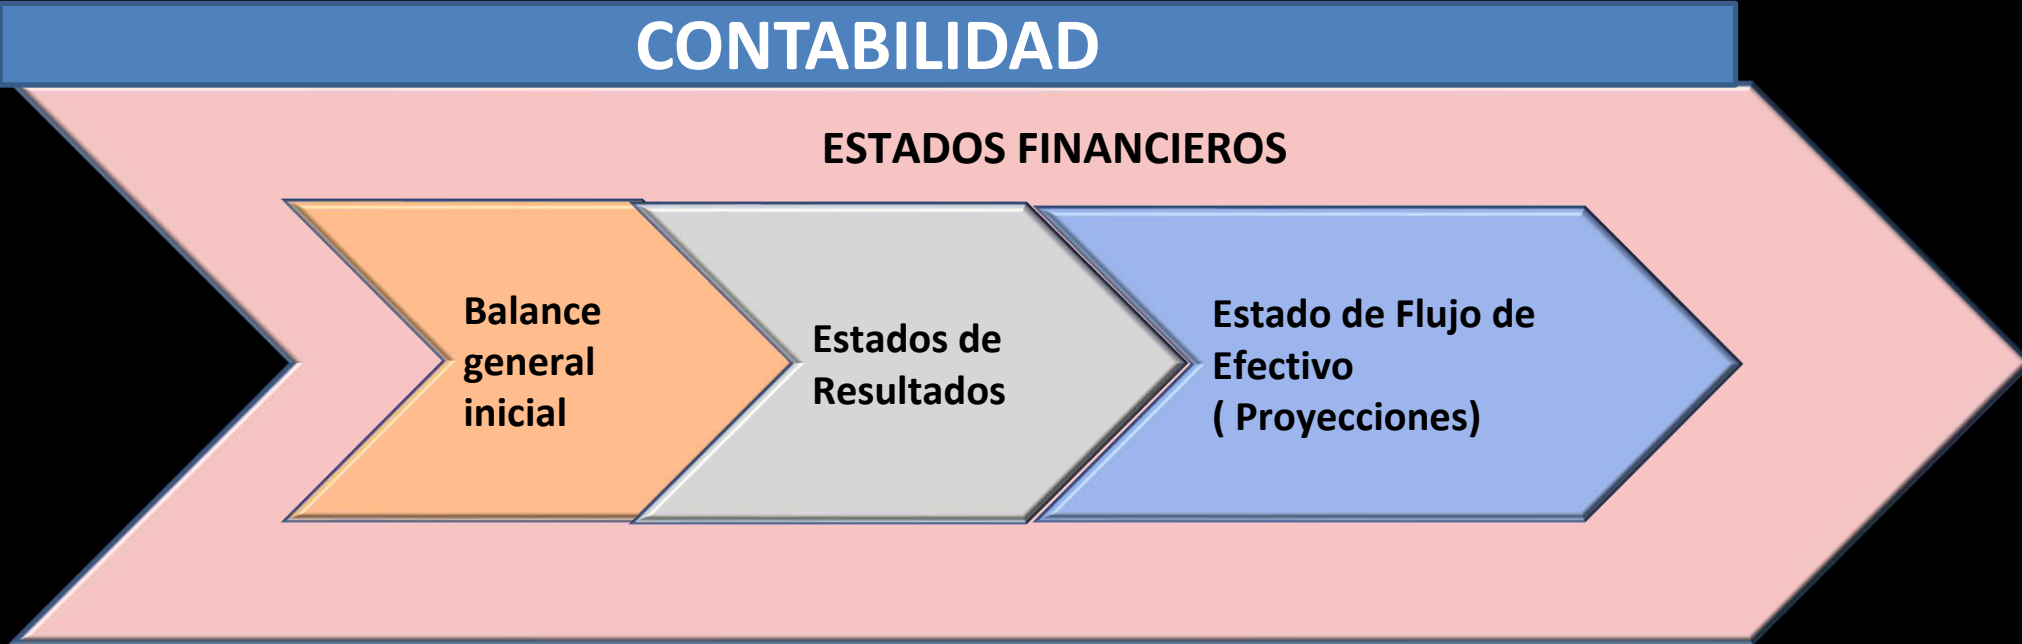 CONTABILIDAD
ESTADOS FINANCIEROS
Balance
general
inicial
Estados de
Resultados
Estado de Flujo de
Efectivo
( Proyecciones)